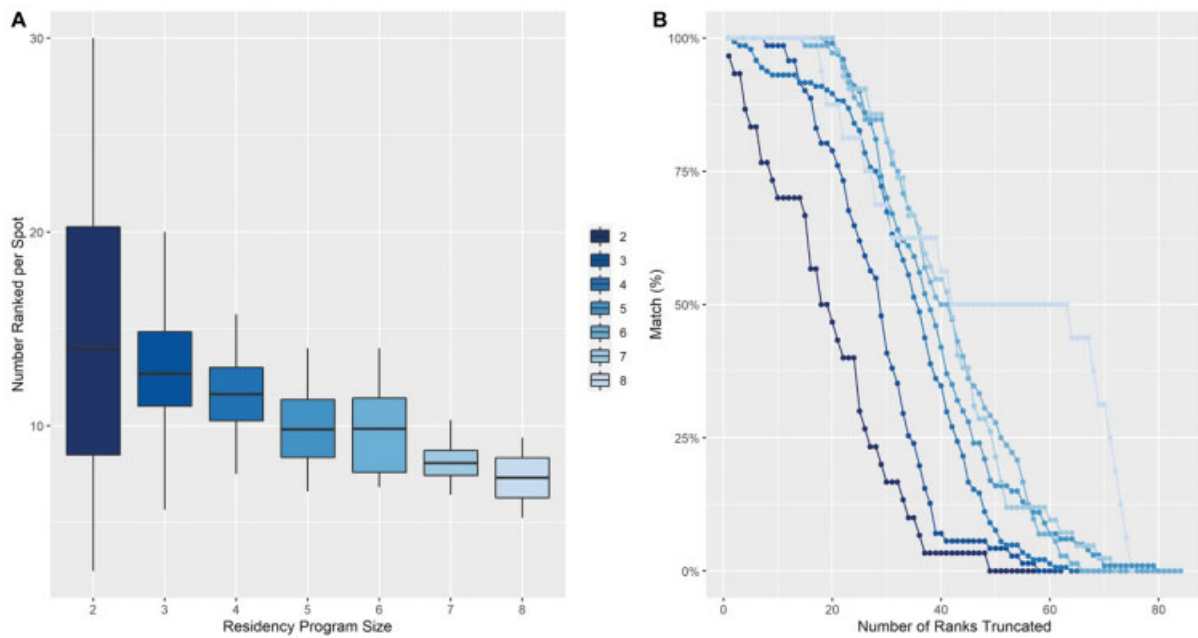 A
Number Ranked per Spot
30
20
10
2 3 4 5 6 7 8
Residency Program Size
2
3
4
5
6
7
8
B
Match (%)
100%
75%
50%
25%
0%
0 20 40 60 80
Number of Ranks Truncated